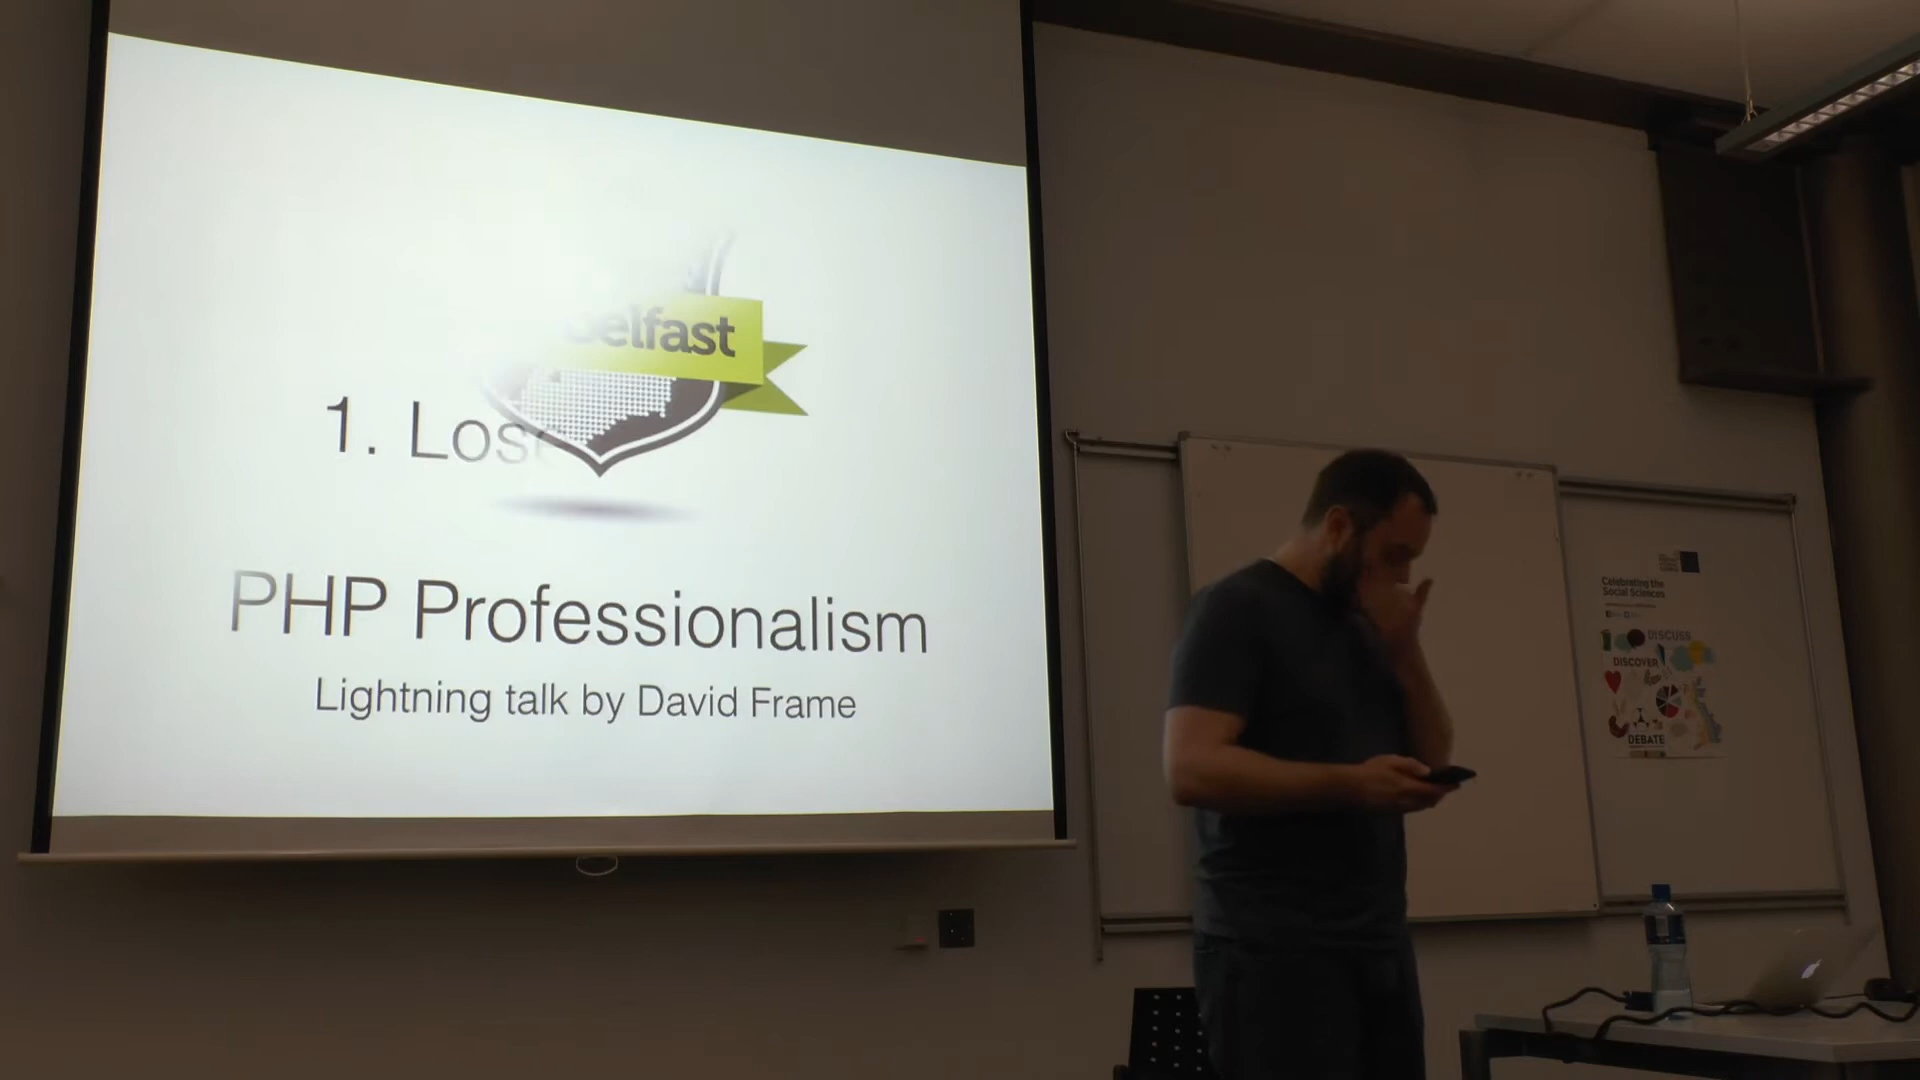 elfast
1. Los
PHP Professionalism
Lightning talk by David Frame
Celebrating the
Social Sciences
DISCUSS
DISCOVER
DEBATE